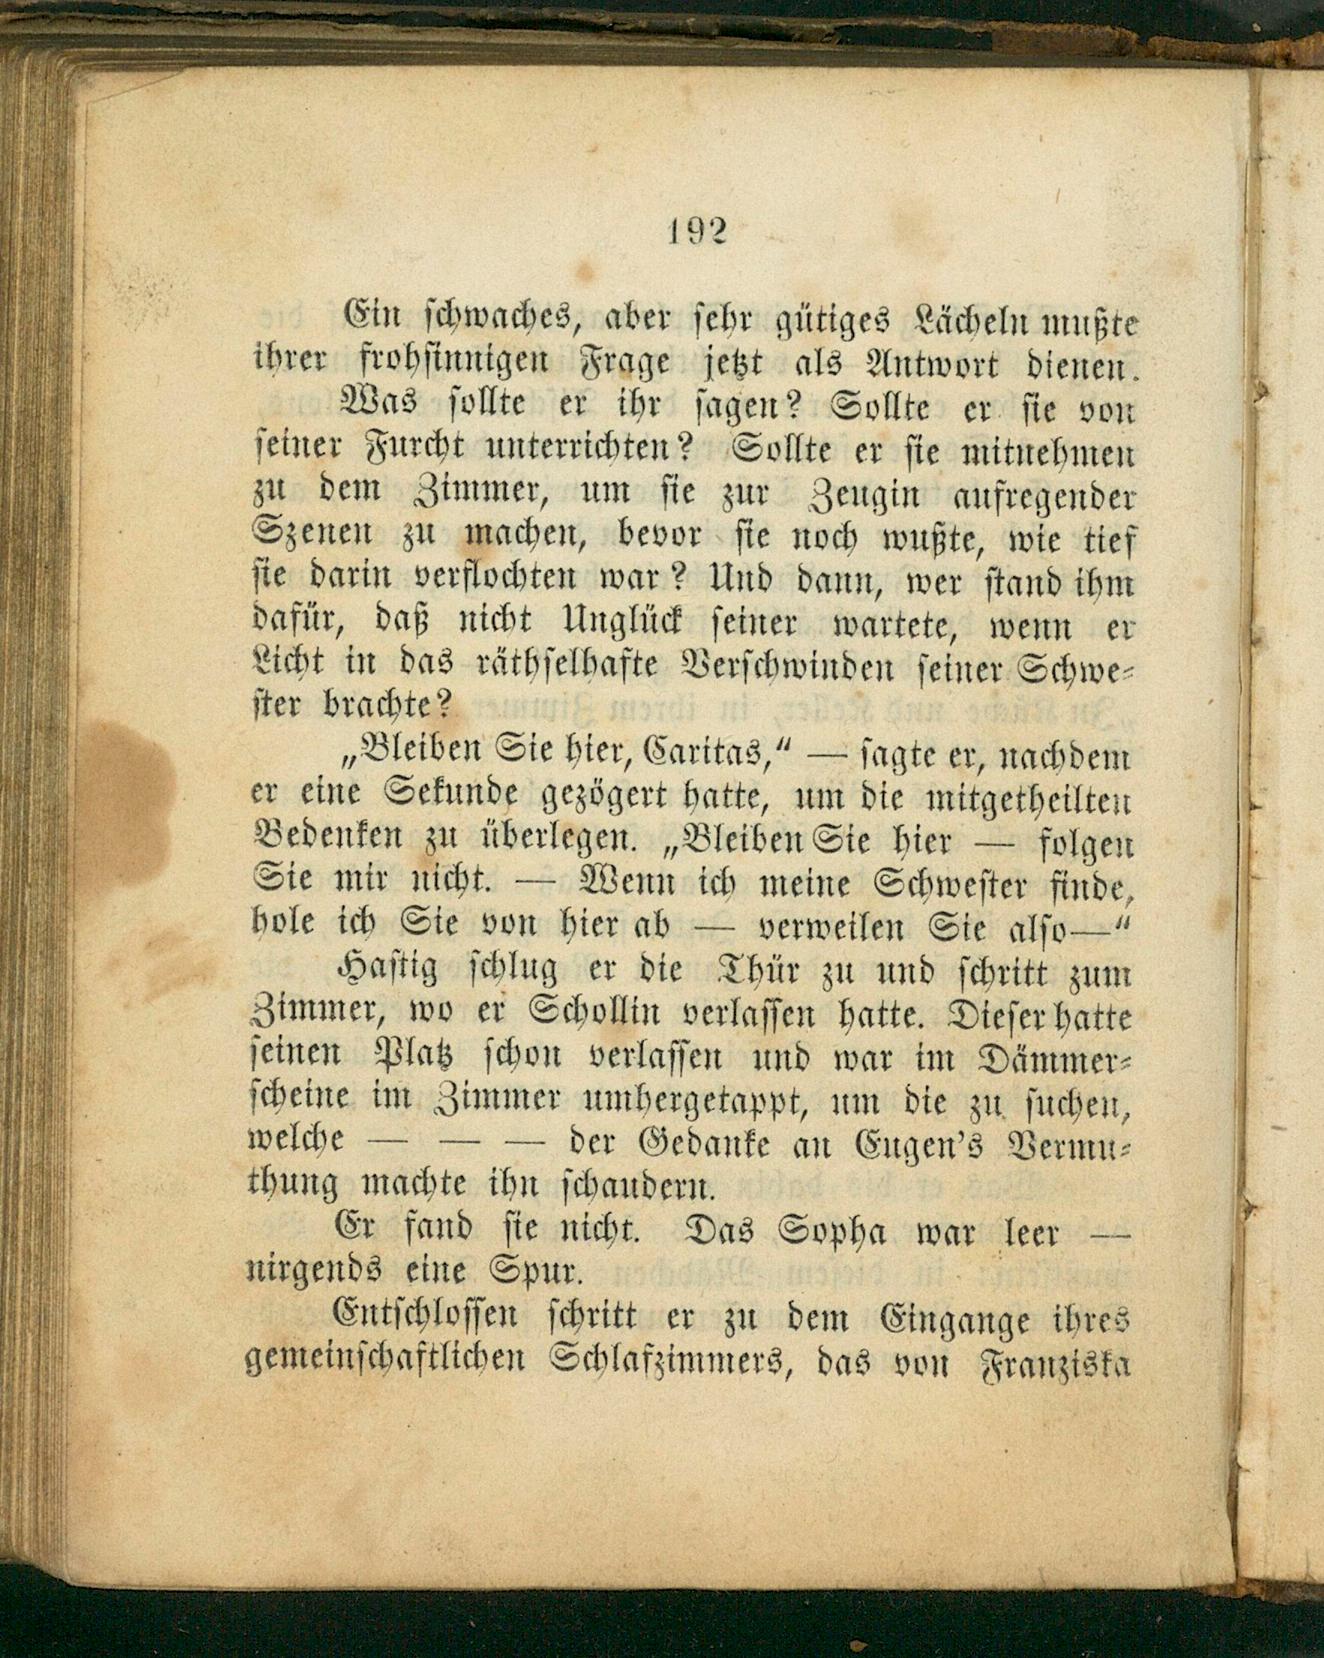 192
Ein schwaches, aber sehr gütiges Lächeln mußte
ihrer frohsinnigen Frage jetzt als Antwort dienen.
Was sollte er ihr sagen? Sollte er sie von
seiner Furcht unterrichten? Sollte er sie mitnehmen
zu dem Zimmer, um sie zur Zeugin aufregender
Szenen zu machen, bevor sie noch wußte, wie tief
sie darin verflochten war? Und dann, wer stand ihm
dafür, daß nicht Unglück seiner wartete, wenn er
Licht in das räthselhafte Verschwinden seiner Schwe-
ster brachte?
„Bleiben Sie hier, Caritas,“ — sagte er, nachdem
er eine Sekunde gezögert hatte, um die mitgetheilten
Bedenken zu überlegen. „Bleiben Sie hier — folgen
Sie mir nicht. — Wenn ich meine Schwester finde,
hole ich Sie von hier ab — verweilen Sie also—“
Hastig schlug er die Thür zu und schritt zum
Zimmer, wo er Schollin verlassen hatte. Dieser hatte
seinen Platz schon verlassen und war im Dämmer-
scheine im Zimmer umhergetappt, um die zu suchen,
welche — — — der Gedanke an Eugen's Vermu-
thung machte ihn schaudern.
Er fand sie nicht. Das Sopha war leer —
nirgends eine Spur.
Entschlossen schritt er zu dem Eingange ihres
gemeinschaftlichen Schlafzimmers, das von Franziska